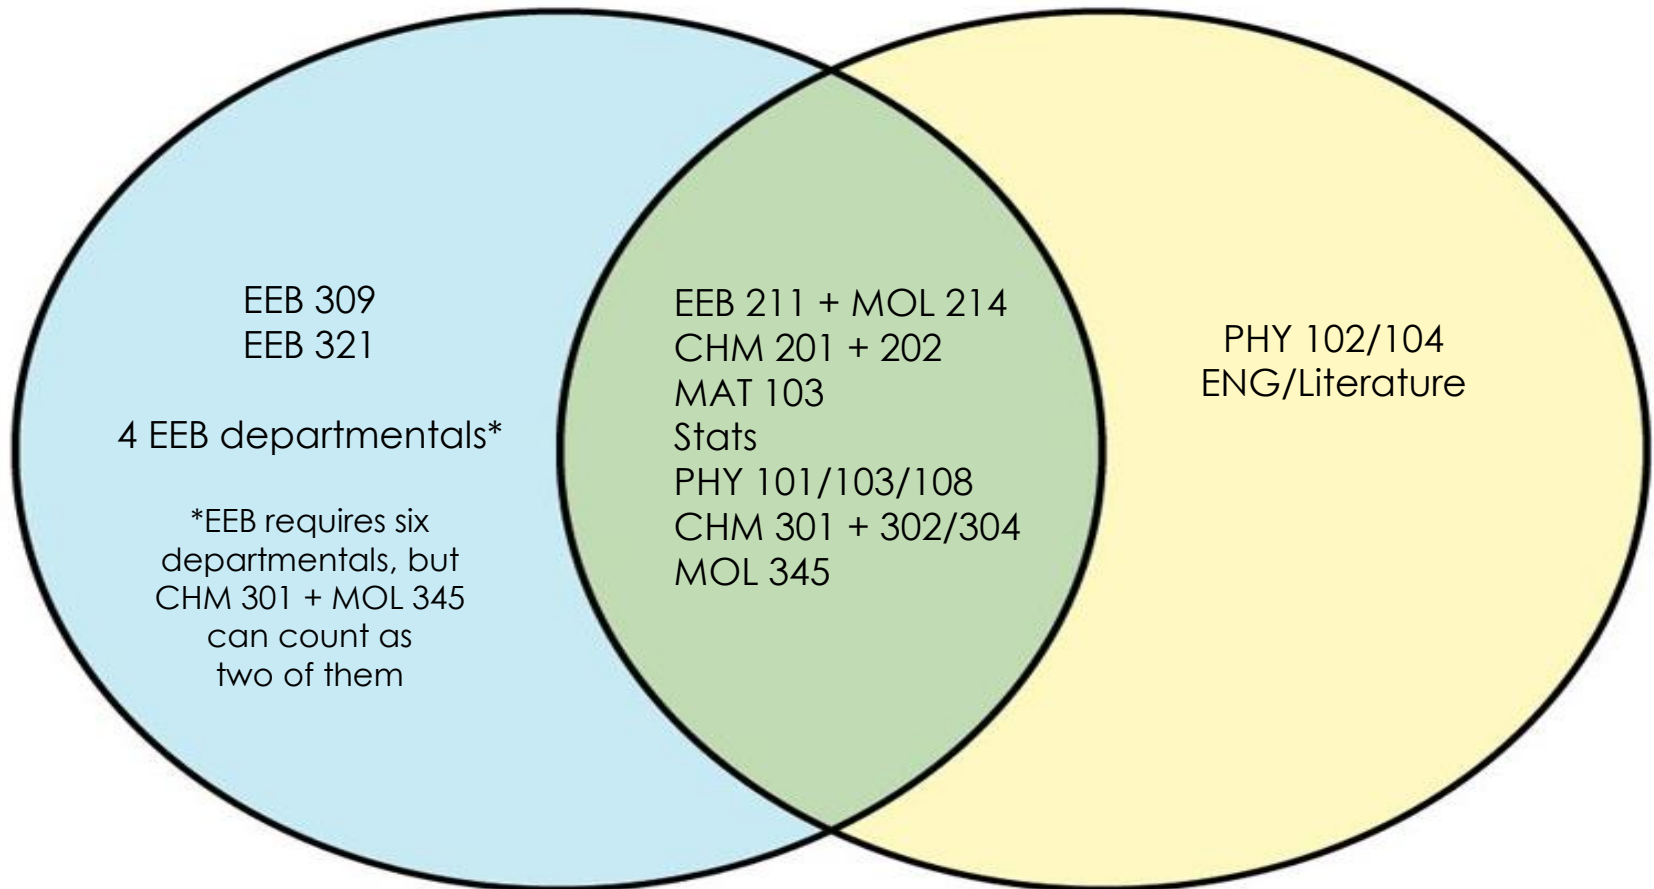 EEB 309
EEB 321
4 EEB departmentals*
*EEB requires six
departmentals, but
CHM 301 + MOL 345
can count as
two of them
EEB 211 + MOL 214
CHM 201 + 202
MAT 103
Stats
PHY 101/103/108
CHM 301 + 302/304
MOL 345
PHY 102/104
ENG/Literature